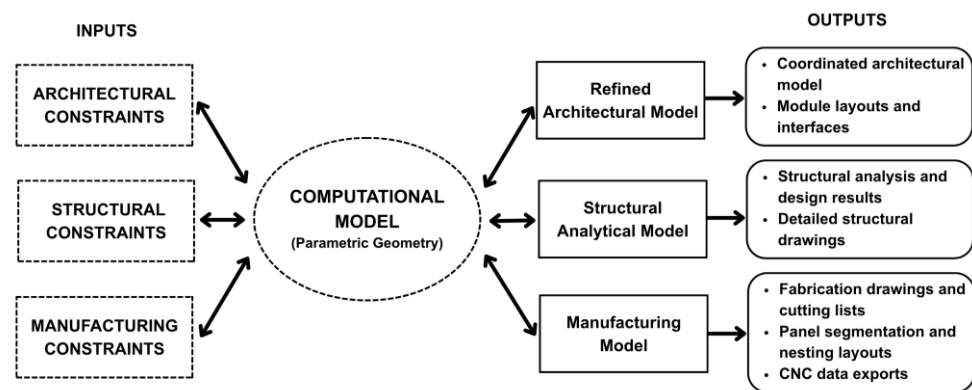 INPUTS
ARCHITECTURAL
CONSTRAINTS
STRUCTURAL
CONSTRAINTS
MANUFACTURING
CONSTRAINTS
COMPUTATIONAL
MODEL
(Parametric Geometry)
Refined
Architectural Model
Structural
Analytical Model
Manufacturing
Model
OUTPUTS
• Coordinated architectural
model
• Module layouts and
interfaces
• Structural analysis and
design results
• Detailed structural
drawings
• Fabrication drawings and
cutting lists
• Panel segmentation and
nesting layouts
• CNC data exports